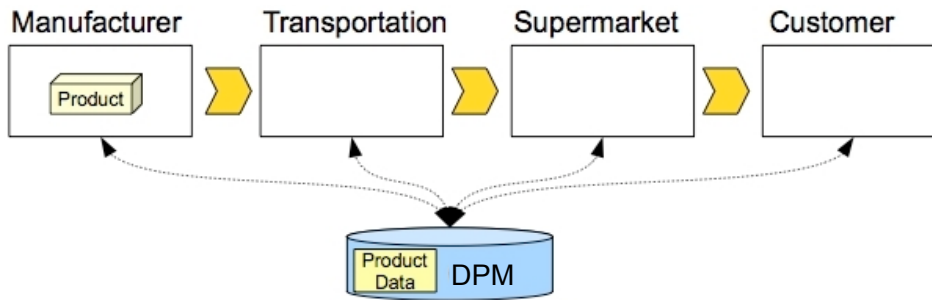 Manufacturer
Transportation
Supermarket
Customer
Product
Product
Data
DPM